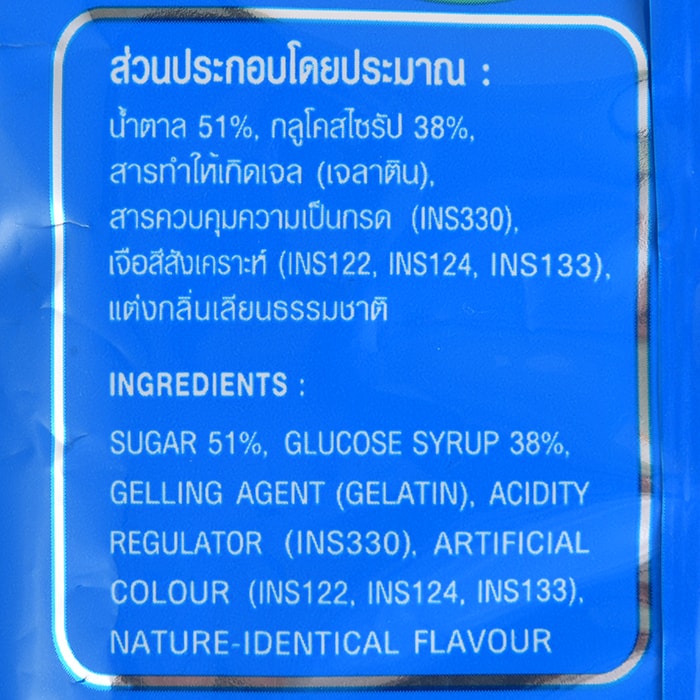 ส่วนประกอบโดยประมาณ :
น้ำตาล 51%, กลูโคสไซรัป 38%,
สารทำให้เกิดเจล (เจลาติน),
สารควบคุมความเป็นกรด (INS330),
เจือสีสังเคราะห์ (INS122, INS124, INS133),
แต่งกลิ่นเลียนธรรมชาติ
INGREDIENTS :
SUGAR 51%, GLUCOSE SYRUP 38%,
GELLING AGENT (GELATIN), ACIDITY
REGULATOR (INS330), ARTIFICIAL
COLOUR (INS122, INS124, INS133),
NATURE-IDENTICAL FLAVOUR